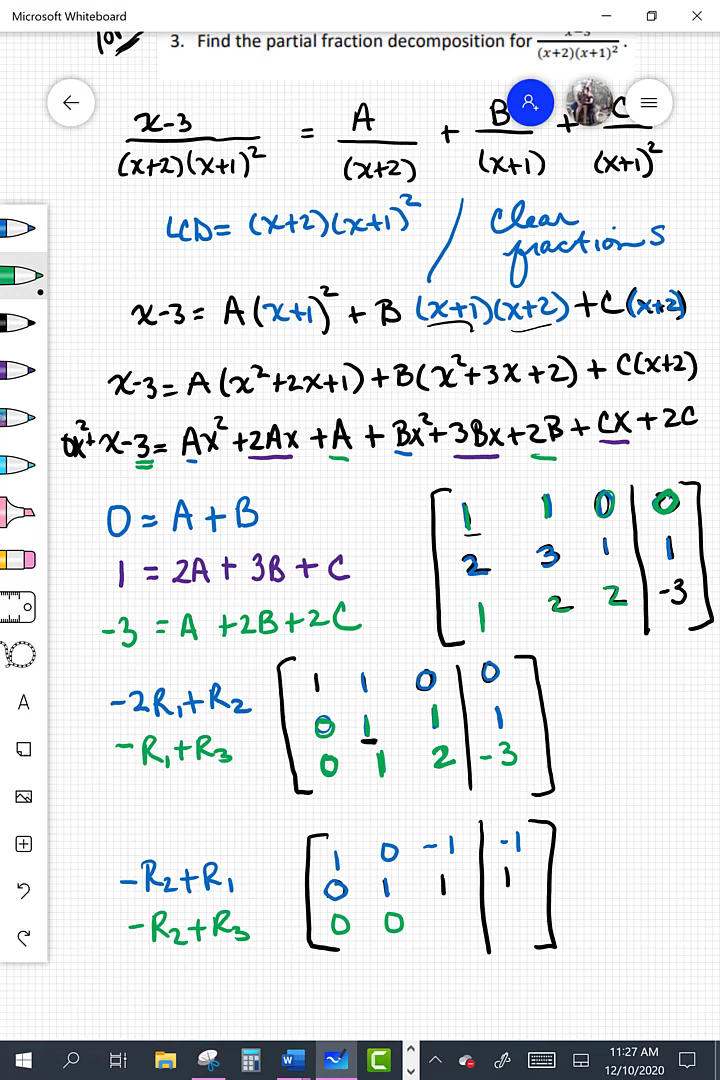 Microsoft Whiteboard
3. Find the partial fraction decomposition for x-3/(x+2)(x+1)².
x-3/(x+2)(x+1)² = A/(x+2) + B/(x+1) + C/(x+1)²
LCD= (x+2)(x+1)² / clear fractions
x-3 = A(x+1)² + B(x+1)(x+2) + C(x+2)
x-3 = A(x²+2x+1) + B(x²+3x+2) + C(x+2)
0x²+x-3 = Ax²+2Ax+A+Bx²+3Bx+2B+Cx+2C
0 = A+B
1 = 2A+3B+C
-3 = A+2B+2C
1 1 0 | 0
2 3 1 | 1
1 2 2 | -3
-2R₁+R₂
-R₁+R₃
1 1 0 | 0
0 1 1 | 1
0 1 2 | -3
-R₂+R₁
-R₂+R₃
1 0 -1 | -1
0 1 1 | 1
0 0
11:27 AM
12/10/2020